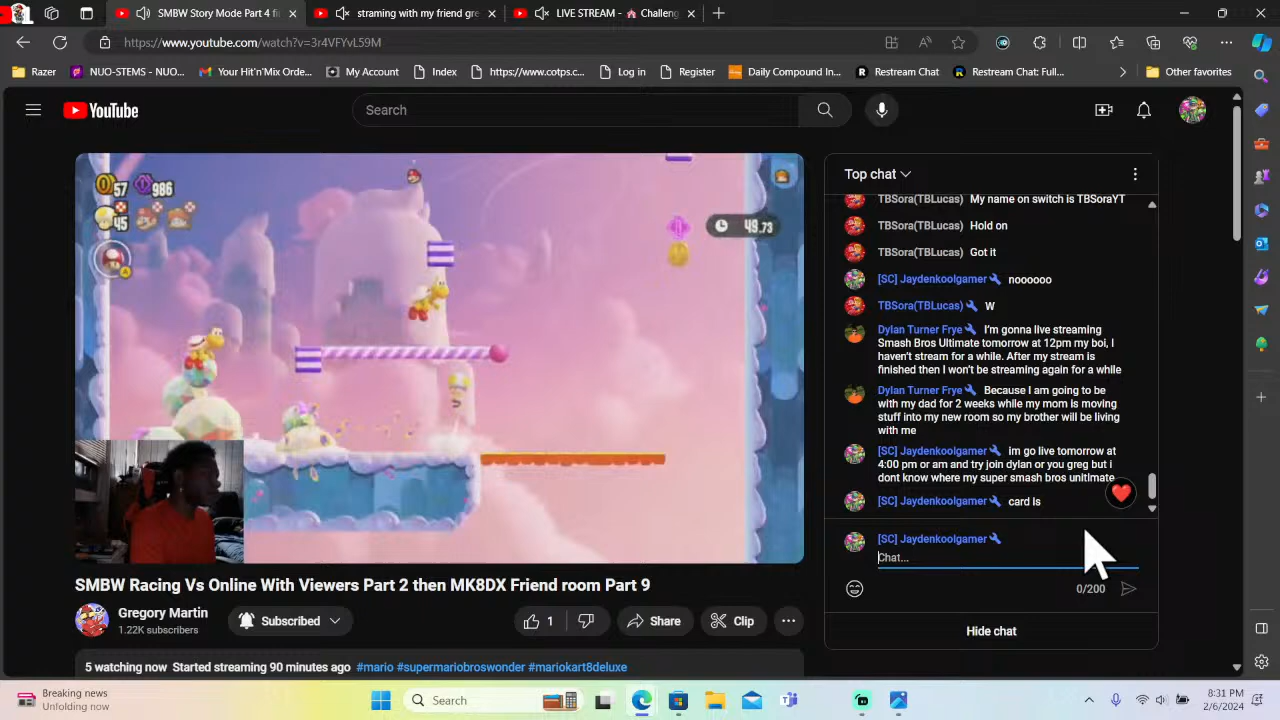 SMBW Story Mode Part 4 fi
straming with my friend gre
LIVE STREAM - 🏠 Challeng
https://www.youtube.com/watch?v=3r4VFYvL59M
Razer
NUO-STEMS - NUO...
Your Hit'n'Mix Orde...
My Account
Index
https://www.cotps.c...
Log in
Register
Daily Compound In...
Restream Chat
Restream Chat: Full...
Other favorites
YouTube
Search
57
986
45
49.73
Top chat
TBSora(TBLucas) My name on switch is TBSoraYT
TBSora(TBLucas) Hold on
TBSora(TBLucas) Got it
[SC] Jaydenkoolgamer noooooo
TBSora(TBLucas) W
Dylan Turner Frye I'm gonna live streaming
Smash Bros Ultimate tomorrow at 12pm my boi, I
haven't stream for a while. After my stream is
finished then I won't be streaming again for a while
Dylan Turner Frye Because I am going to be
with my dad for 2 weeks while my mom is moving
stuff into my new room so my brother will be living
with me
[SC] Jaydenkoolgamer im go live tomorrow at
4:00 pm or am and try join dylan or you greg but i
dont know where my super smash bros unitimate
[SC] Jaydenkoolgamer card is
[SC] Jaydenkoolgamer
Chat...
0/200
Hide chat
SMBW Racing Vs Online With Viewers Part 2 then MK8DX Friend room Part 9
Gregory Martin
1.22K subscribers
Subscribed
1
Share
Clip
5 watching now Started streaming 90 minutes ago #mario #supermariobroswonder #mariokart8deluxe
Breaking news
Unfolding now
Search
8:31 PM
2/6/2024